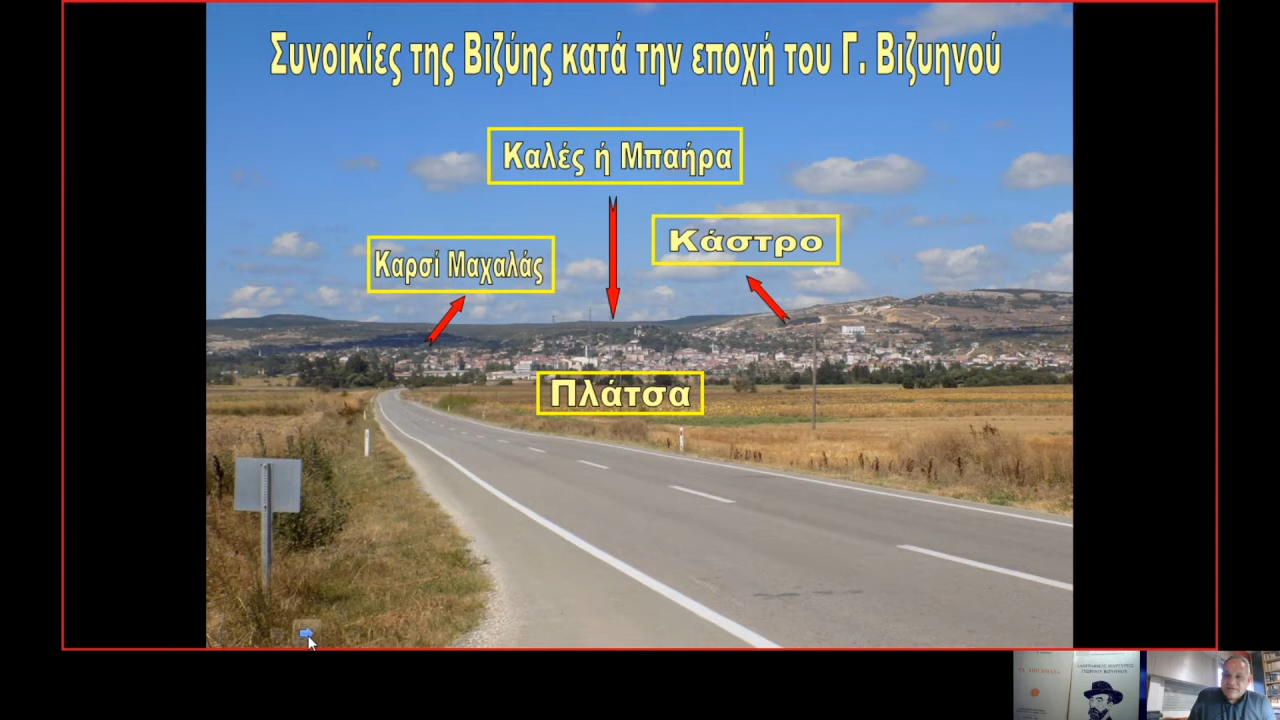 Συνοικίες της Βιζύης κατά την εποχή του Γ. Βιζυηνού
Καλές ή Μπαήρα
Κάστρο
Καρσί Μαχαλάς
Πλάτσα